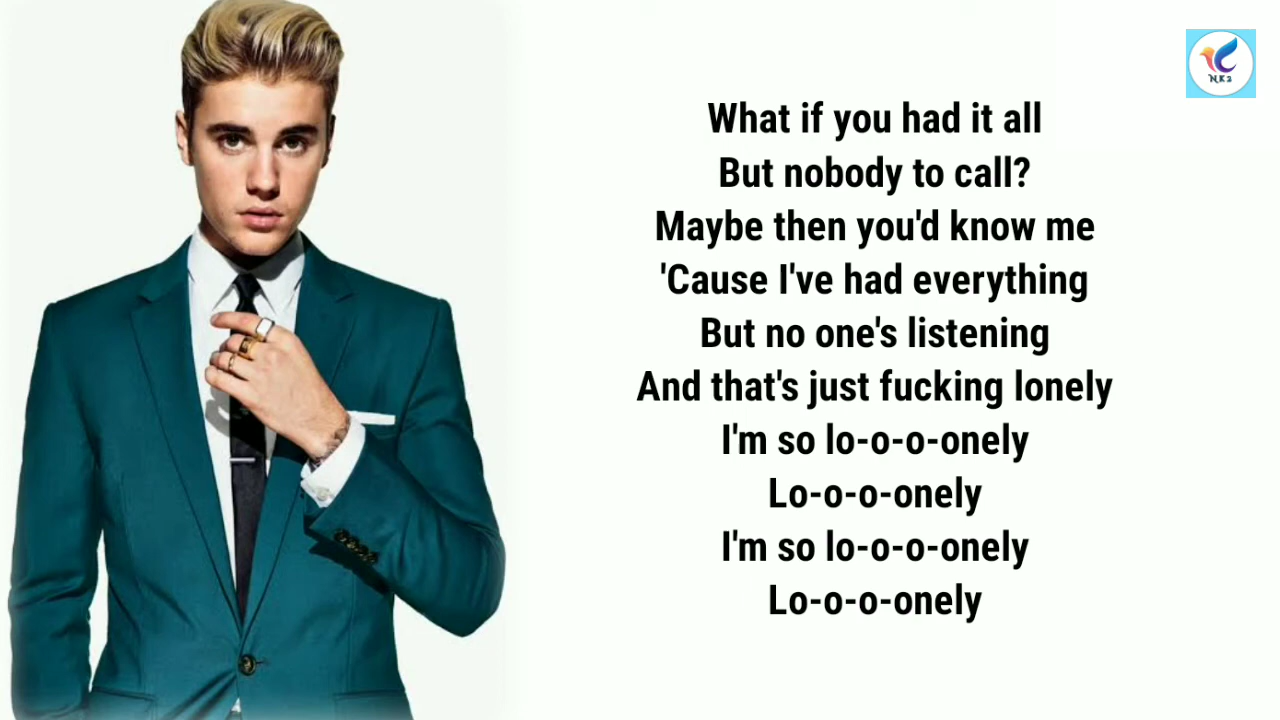 NK2
What if you had it all
But nobody to call?
Maybe then you'd know me
'Cause I've had everything
But no one's listening
And that's just fucking lonely
I'm so lo-o-o-onely
Lo-o-o-onely
I'm so lo-o-o-onely
Lo-o-o-onely